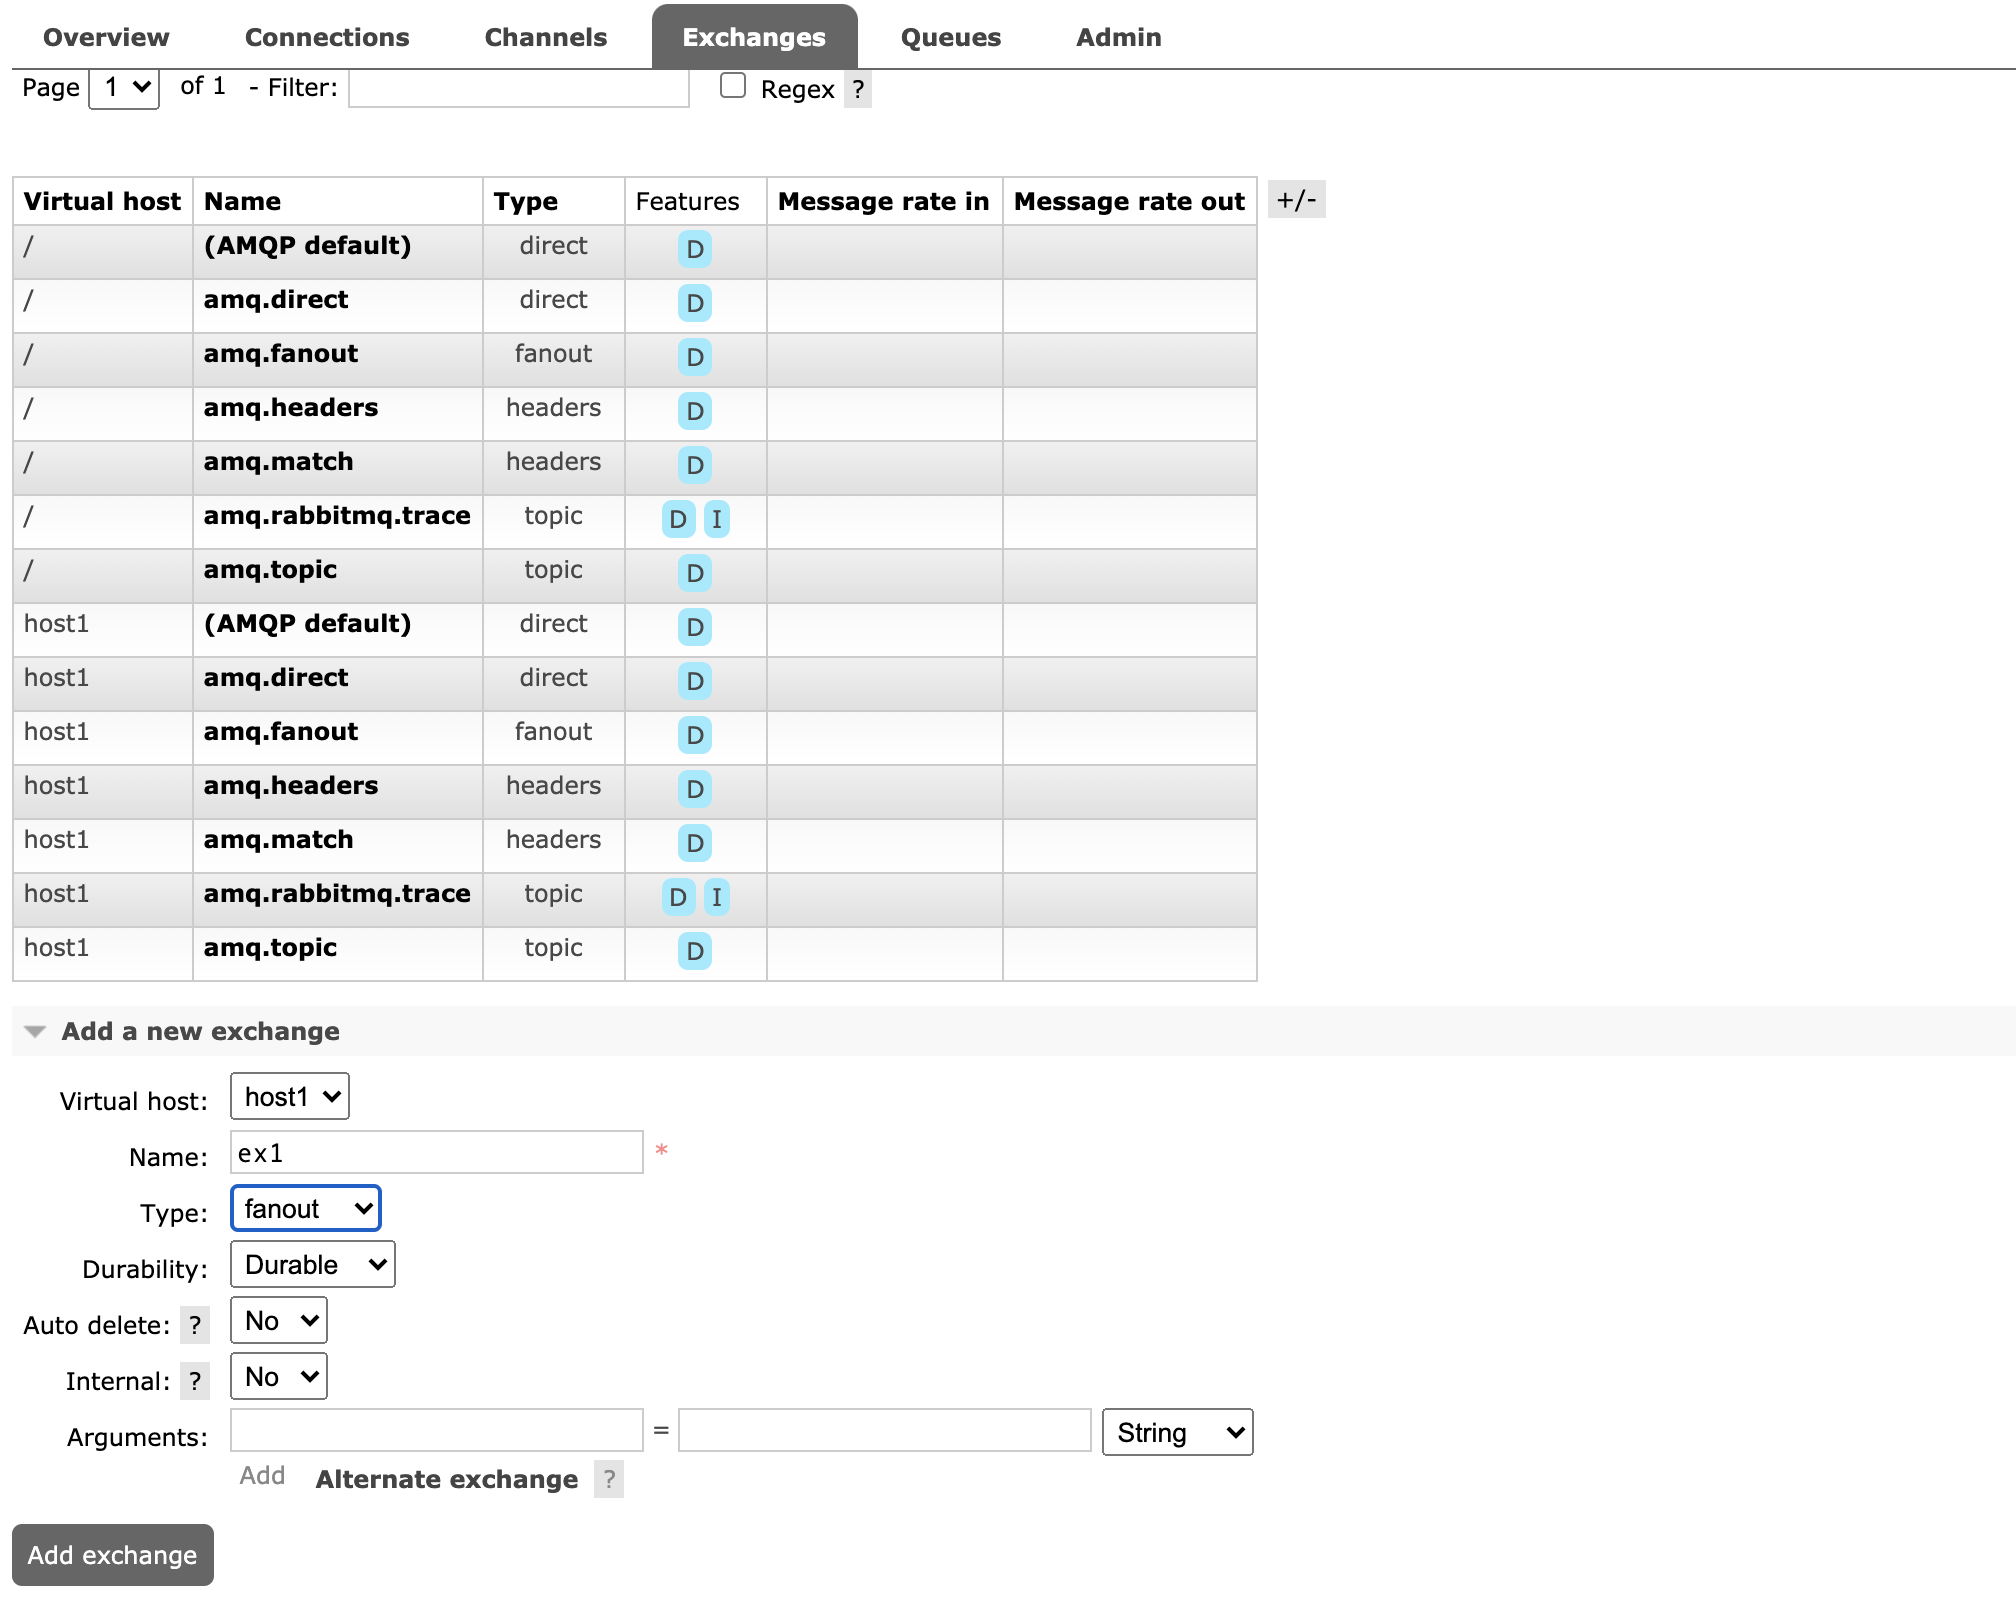 Overview Connections Channels Exchanges Queues Admin
Page 1 of 1 - Filter: Regex ?
Virtual host Name Type Features Message rate in Message rate out +/-
/ (AMQP default) direct D
/ amq.direct direct D
/ amq.fanout fanout D
/ amq.headers headers D
/ amq.match headers D
/ amq.rabbitmq.trace topic D I
/ amq.topic topic D
host1 (AMQP default) direct D
host1 amq.direct direct D
host1 amq.fanout fanout D
host1 amq.headers headers D
host1 amq.match headers D
host1 amq.rabbitmq.trace topic D I
host1 amq.topic topic D
Add a new exchange
Virtual host: host1
Name: ex1 *
Type: fanout
Durability: Durable
Auto delete: ? No
Internal: ? No
Arguments: = String
Add Alternate exchange ?
Add exchange